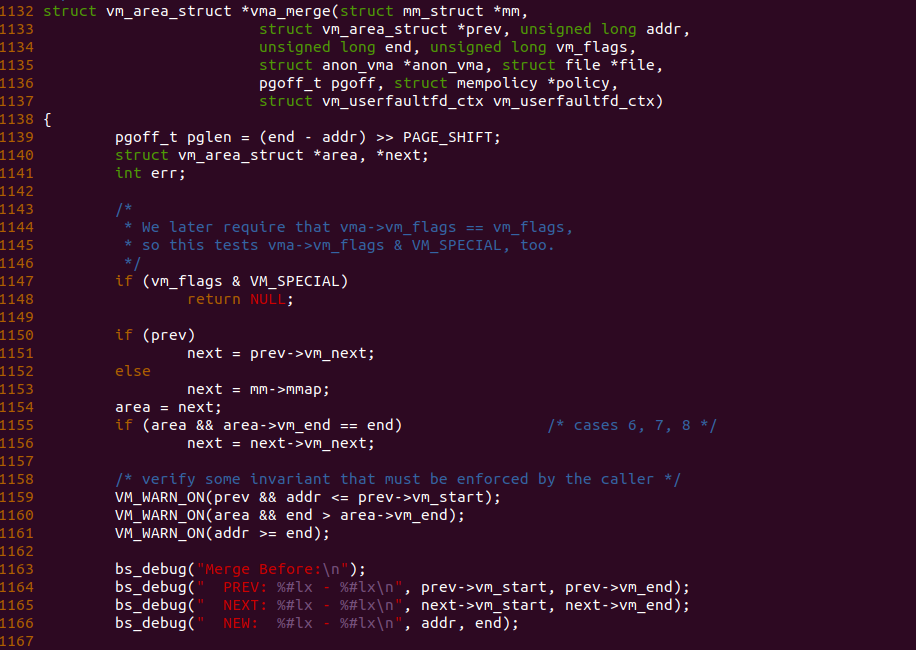 1132 struct vm_area_struct *vma_merge(struct mm_struct *mm,
1133                         struct vm_area_struct *prev, unsigned long addr,
1134                         unsigned long end, unsigned long vm_flags,
1135                         struct anon_vma *anon_vma, struct file *file,
1136                         pgoff_t pgoff, struct mempolicy *policy,
1137                         struct vm_userfaultfd_ctx vm_userfaultfd_ctx)
1138 {
1139         pgoff_t pglen = (end - addr) >> PAGE_SHIFT;
1140         struct vm_area_struct *area, *next;
1141         int err;
1142
1143         /*
1144          * We later require that vma->vm_flags == vm_flags,
1145          * so this tests vma->vm_flags & VM_SPECIAL, too.
1146          */
1147         if (vm_flags & VM_SPECIAL)
1148                 return NULL;
1149
1150         if (prev)
1151                 next = prev->vm_next;
1152         else
1153                 next = mm->mmap;
1154         area = next;
1155         if (area && area->vm_end == end)                /* cases 6, 7, 8 */
1156                 next = next->vm_next;
1157
1158         /* verify some invariant that must be enforced by the caller */
1159         VM_WARN_ON(prev && addr <= prev->vm_start);
1160         VM_WARN_ON(area && end > area->vm_end);
1161         VM_WARN_ON(addr >= end);
1162
1163         bs_debug("Merge Before:\n");
1164         bs_debug("  PREV: %#lx - %#lx\n", prev->vm_start, prev->vm_end);
1165         bs_debug("  NEXT: %#lx - %#lx\n", next->vm_start, next->vm_end);
1166         bs_debug("  NEW:  %#lx - %#lx\n", addr, end);
1167